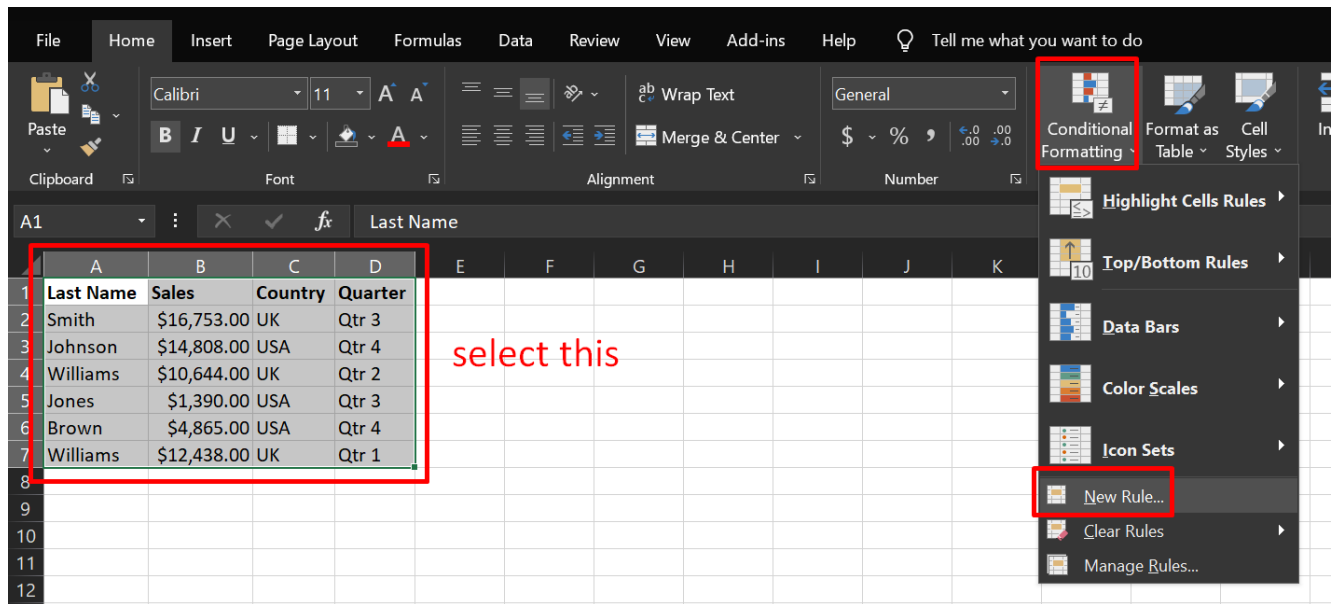 File Home Insert Page Layout Formulas Data Review View Add-ins Help Tell me what you want to do
Calibri 11 A A ab Wrap Text General
Paste B I U A Merge & Center $ % , .0 .00 .00 .0 Conditional Formatting Format as Table Cell Styles In
Clipboard Font Alignment Number
A1 fx Last Name
Highlight Cells Rules
Top/Bottom Rules
Data Bars
Color Scales
Icon Sets
New Rule...
Clear Rules
Manage Rules...
A B C D E F G H I J K
1 Last Name Sales Country Quarter
2 Smith $16,753.00 UK Qtr 3
3 Johnson $14,808.00 USA Qtr 4
4 Williams $10,644.00 UK Qtr 2
5 Jones $1,390.00 USA Qtr 3
6 Brown $4,865.00 USA Qtr 4
7 Williams $12,438.00 UK Qtr 1
8
9
10
11
12
select this